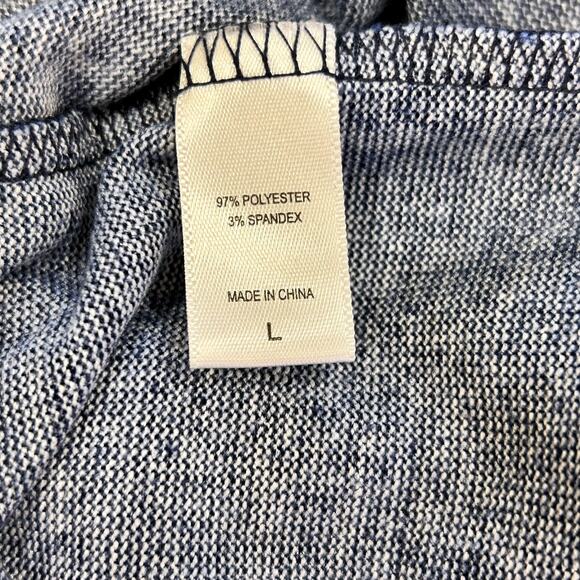 97% POLYESTER
3% SPANDEX
MADE IN CHINA
L